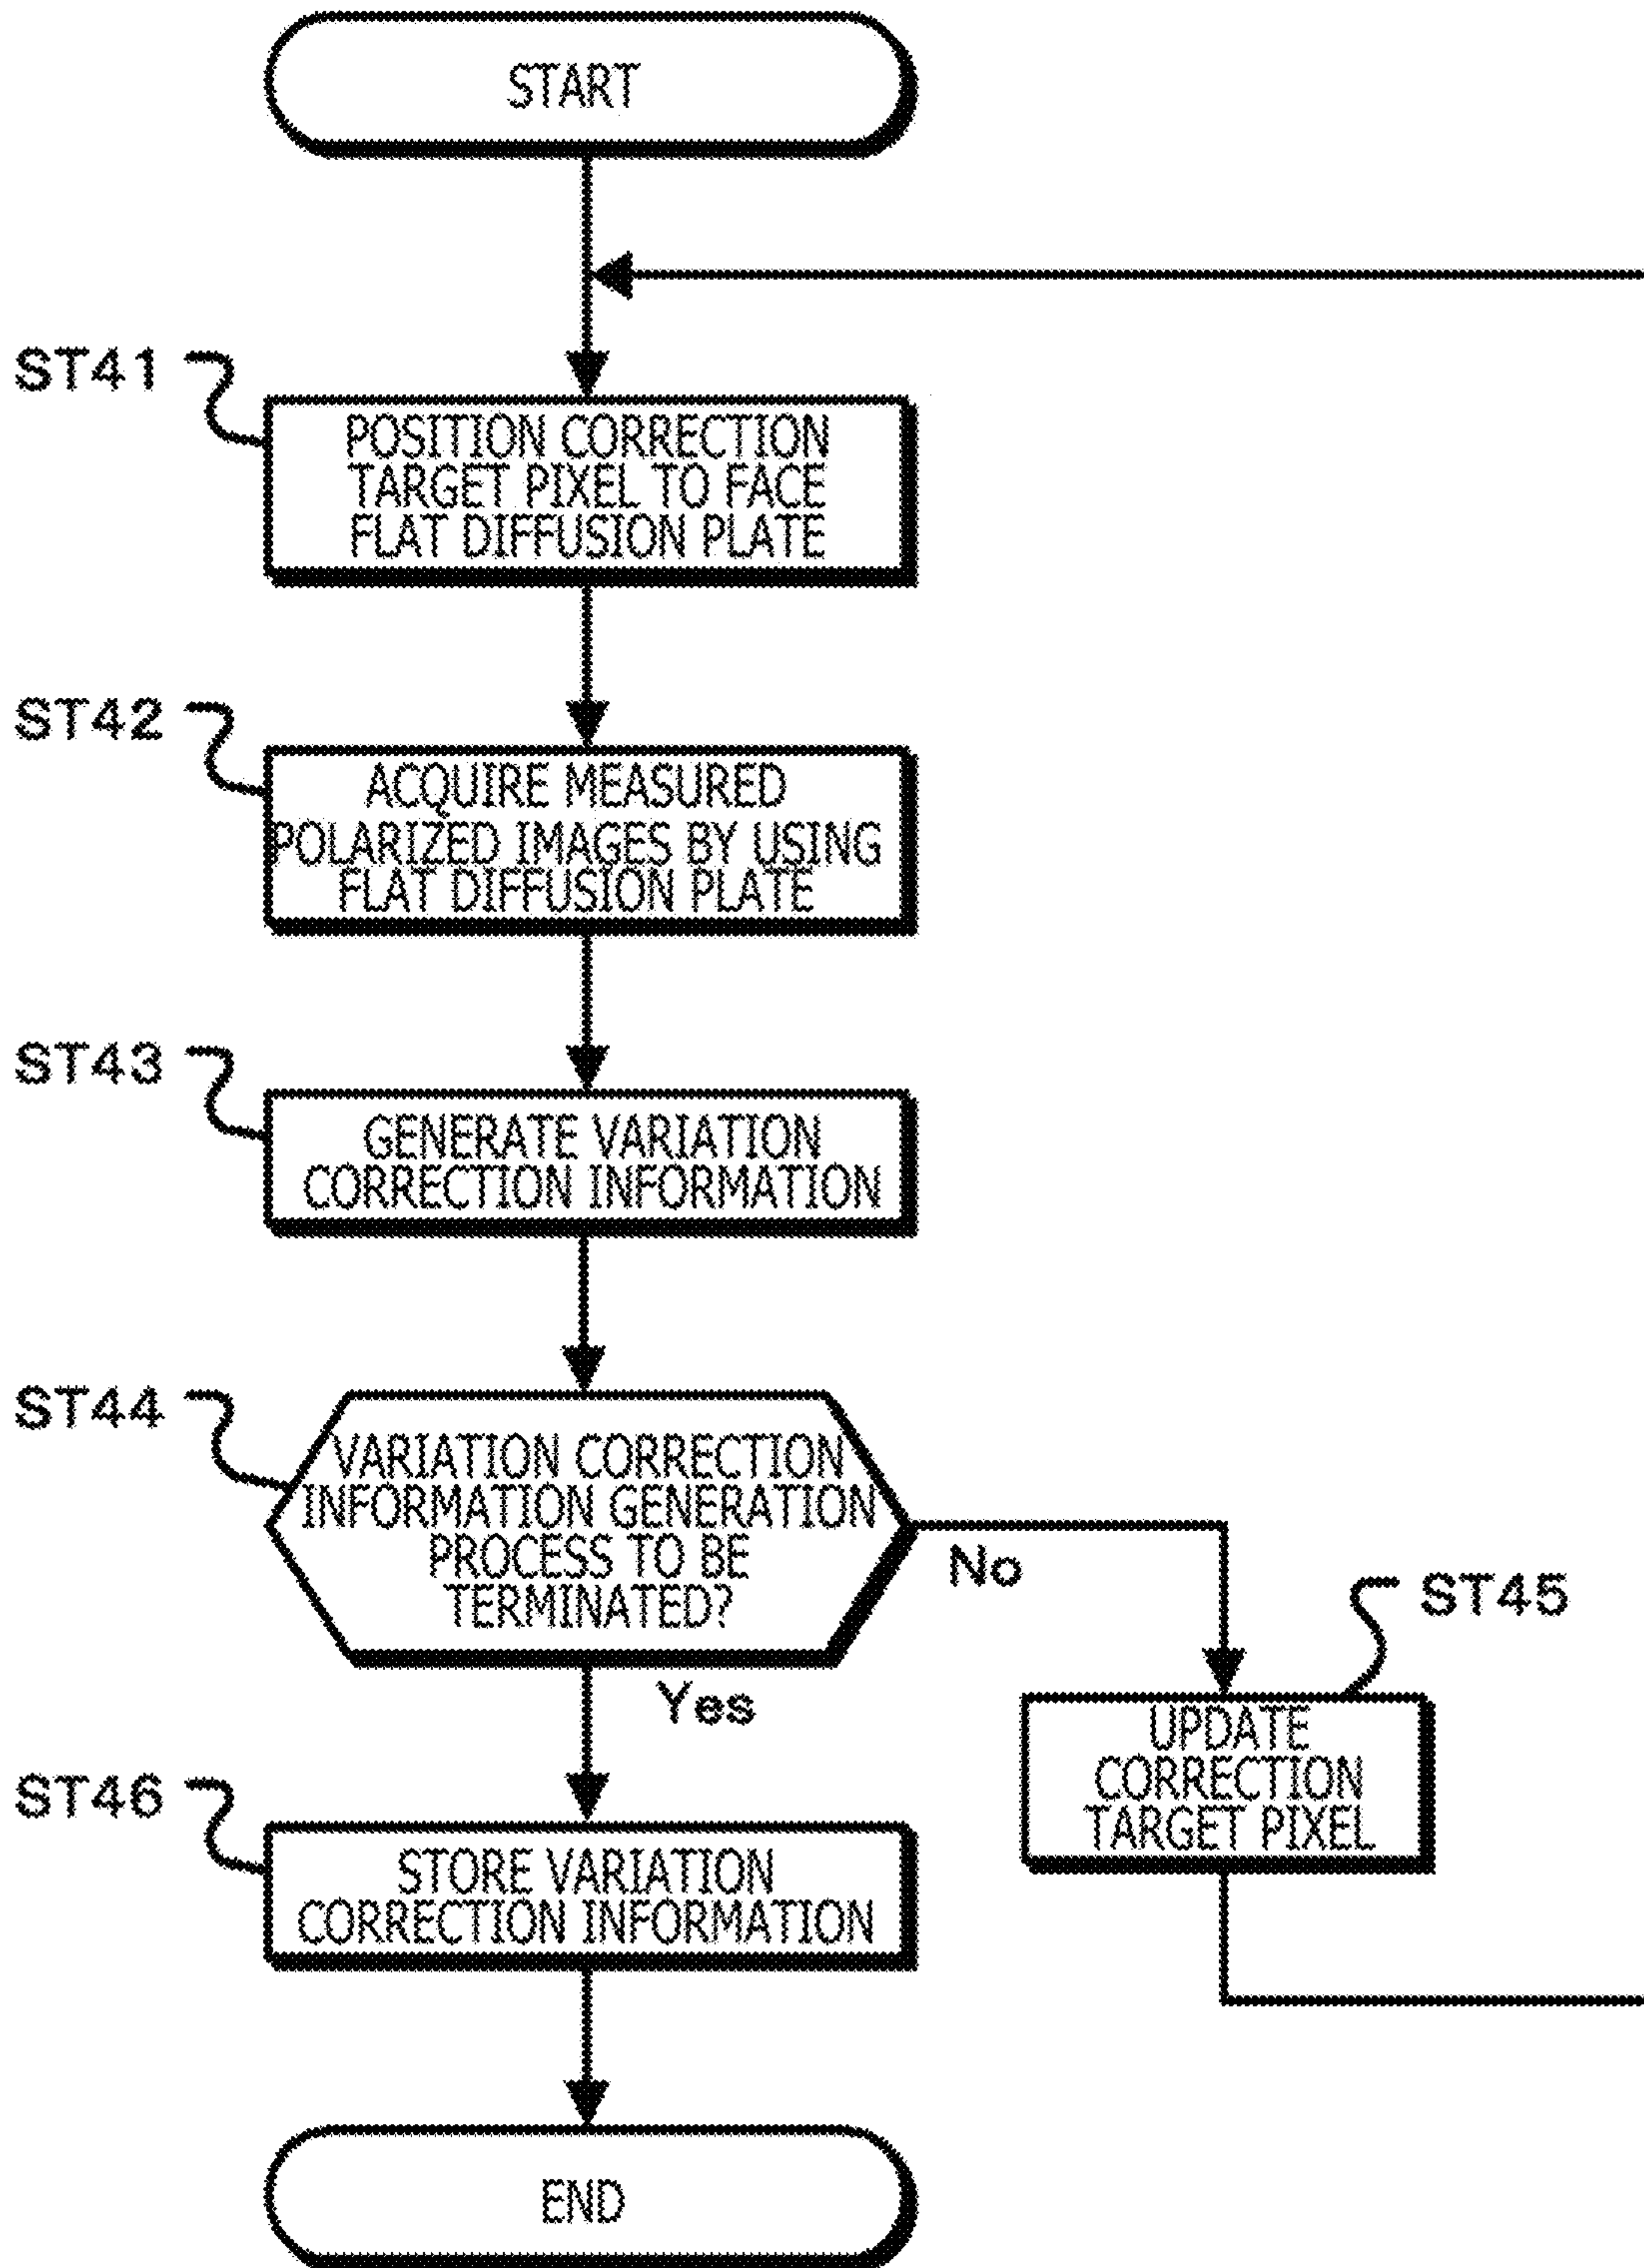 START
ST41
POSITION CORRECTION
TARGET PIXEL TO FACE
FLAT DIFFUSION PLATE
ST42
ACQUIRE MEASURED
POLARIZED IMAGES BY USING
FLAT DIFFUSION PLATE
ST43
GENERATE VARIATION
CORRECTION INFORMATION
ST44
VARIATION CORRECTION
INFORMATION GENERATION
PROCESS TO BE
TERMINATED?
No
ST45
UPDATE
CORRECTION
TARGET PIXEL
Yes
ST46
STORE VARIATION
CORRECTION INFORMATION
END